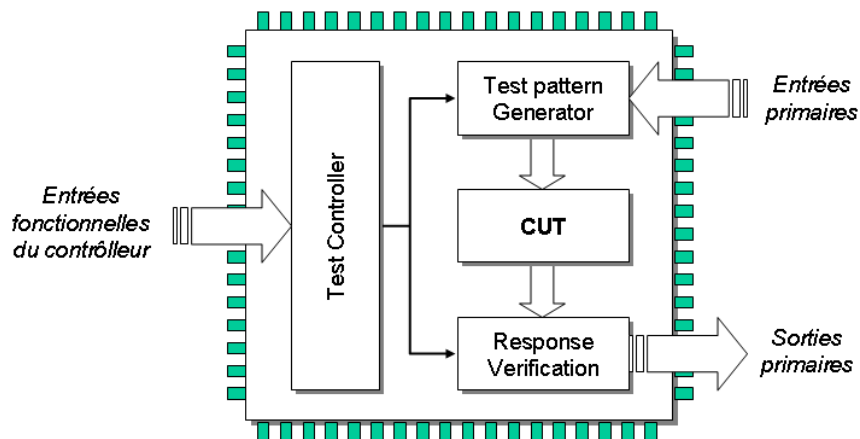 Test pattern
Generator
Entrées
primaires
Entrées
fonctionnelles
du contrôlleur
Test Controller
CUT
Response
Verification
Sorties
primaires